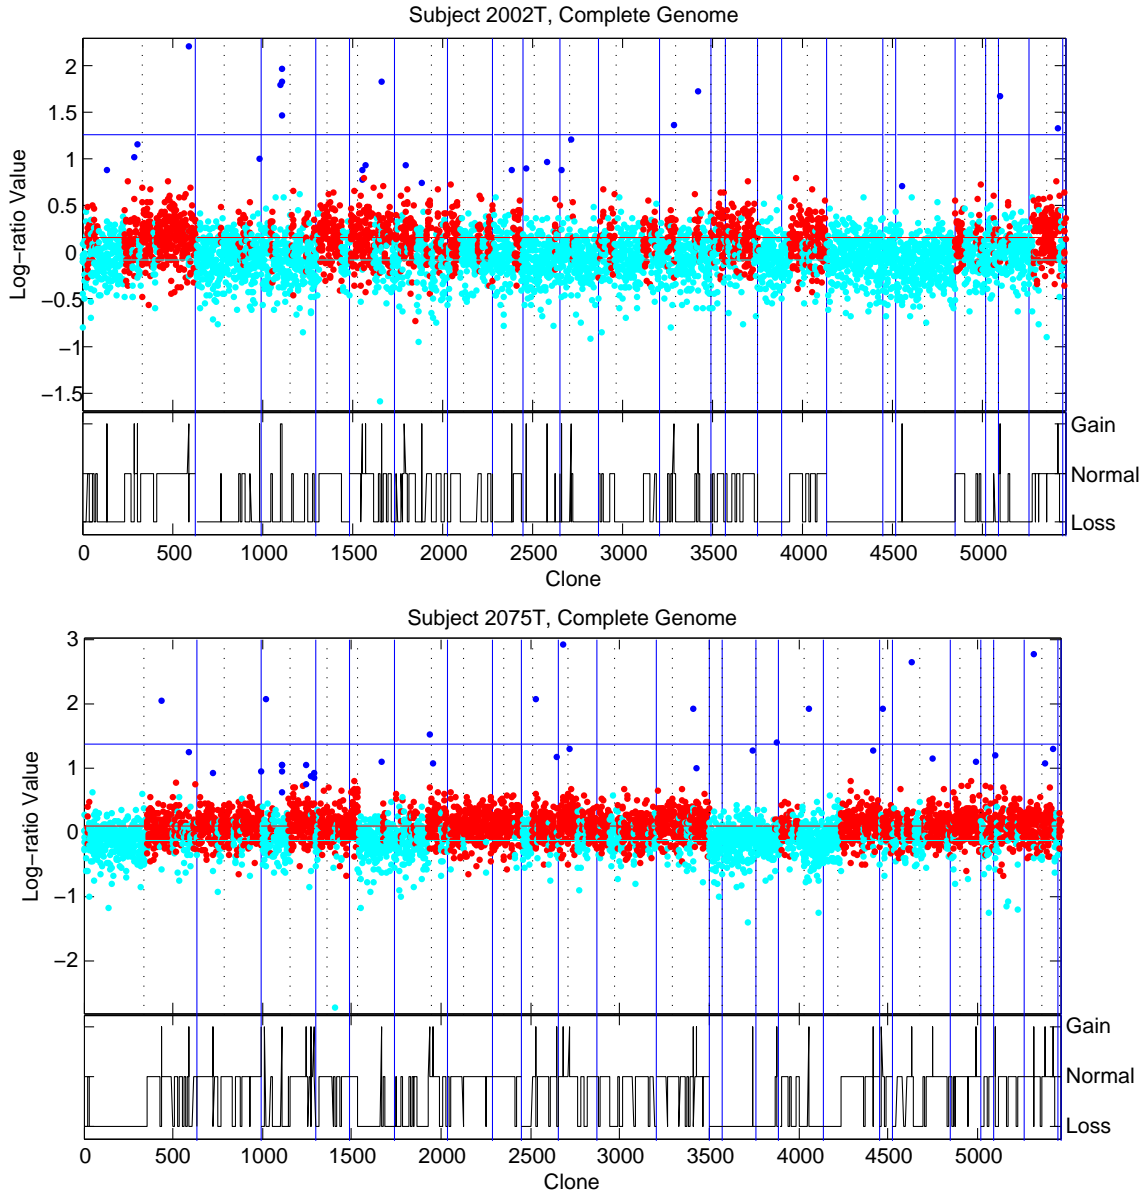 Subject 2002T, Complete Genome
2
1.5
1
0.5
0
−0.5
−1
−1.5
Log−ratio Value
Gain
Normal
Loss
0 500 1000 1500 2000 2500 3000 3500 4000 4500 5000
Clone
Subject 2075T, Complete Genome
3
2
1
0
−1
−2
Log−ratio Value
Gain
Normal
Loss
0 500 1000 1500 2000 2500 3000 3500 4000 4500 5000
Clone